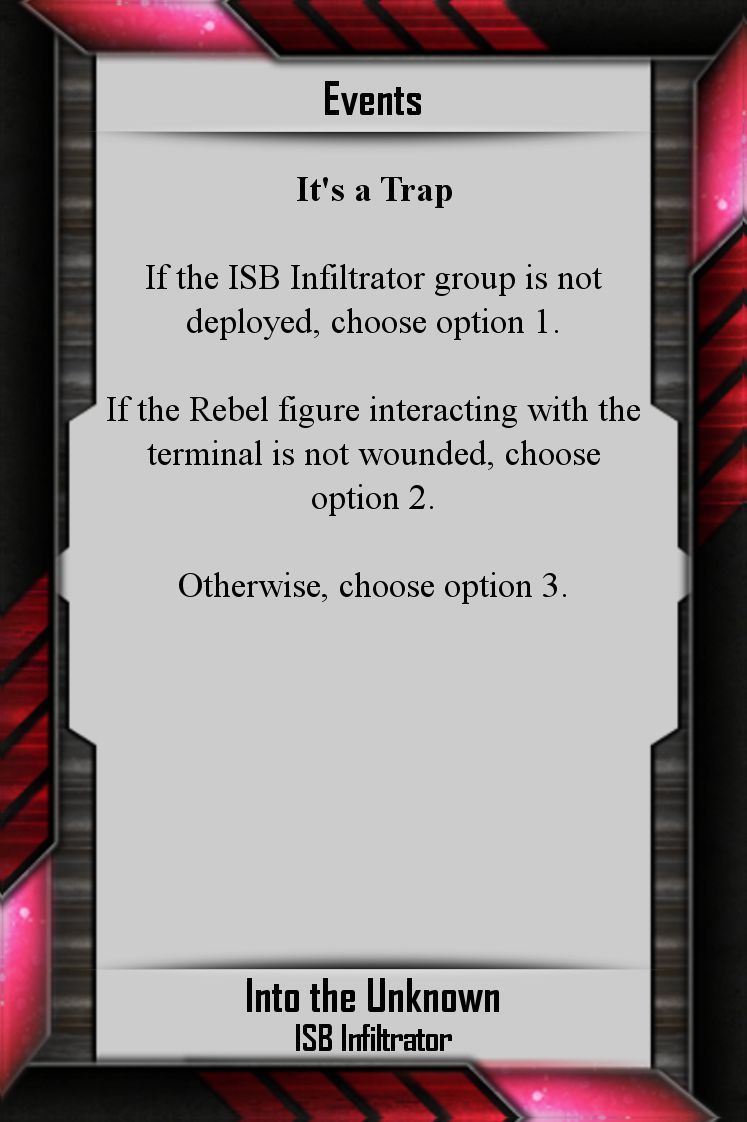 Events
It's a Trap
If the ISB Infiltrator group is not
deployed, choose option 1.
If the Rebel figure interacting with the
terminal is not wounded, choose
option 2.
Otherwise, choose option 3.
Into the Unknown
ISB Infiltrator